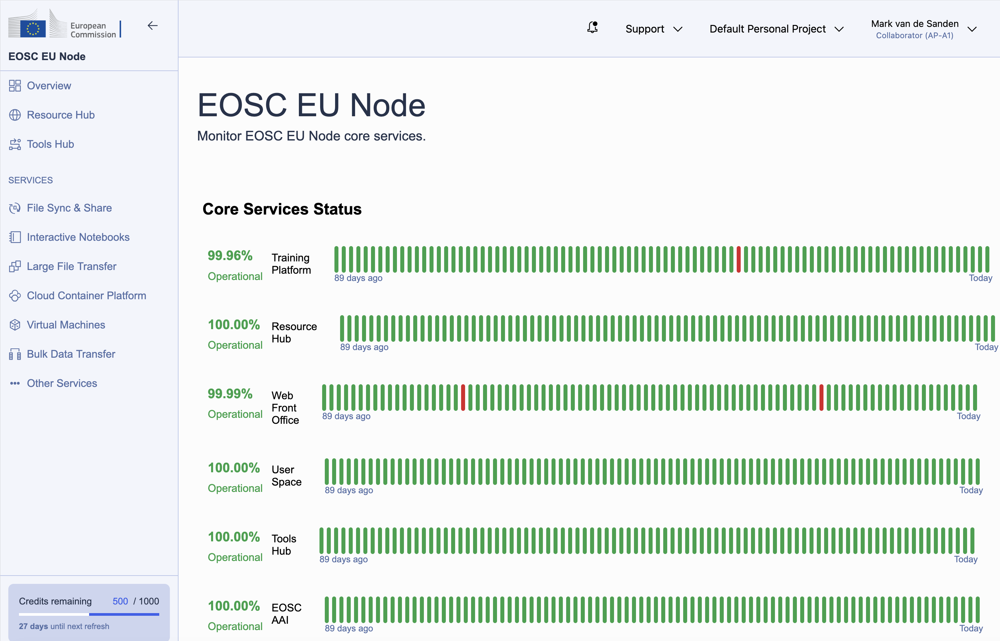 European
Commission
EOSC EU Node
Overview
Resource Hub
Tools Hub
SERVICES
File Sync & Share
Interactive Notebooks
Large File Transfer
Cloud Container Platform
Virtual Machines
Bulk Data Transfer
Other Services
Credits remaining 500 / 1000
27 days until next refresh
Support
Default Personal Project
Mark van de Sanden
Collaborator (AP-A1)
EOSC EU Node
Monitor EOSC EU Node core services.
Core Services Status
99.96%
Operational
Training
Platform
89 days ago
Today
100.00%
Operational
Resource
Hub
89 days ago
Today
99.99%
Operational
Web
Front
Office
89 days ago
Today
100.00%
Operational
User
Space
89 days ago
Today
100.00%
Operational
Tools
Hub
89 days ago
Today
100.00%
Operational
EOSC
AAI
89 days ago
Today